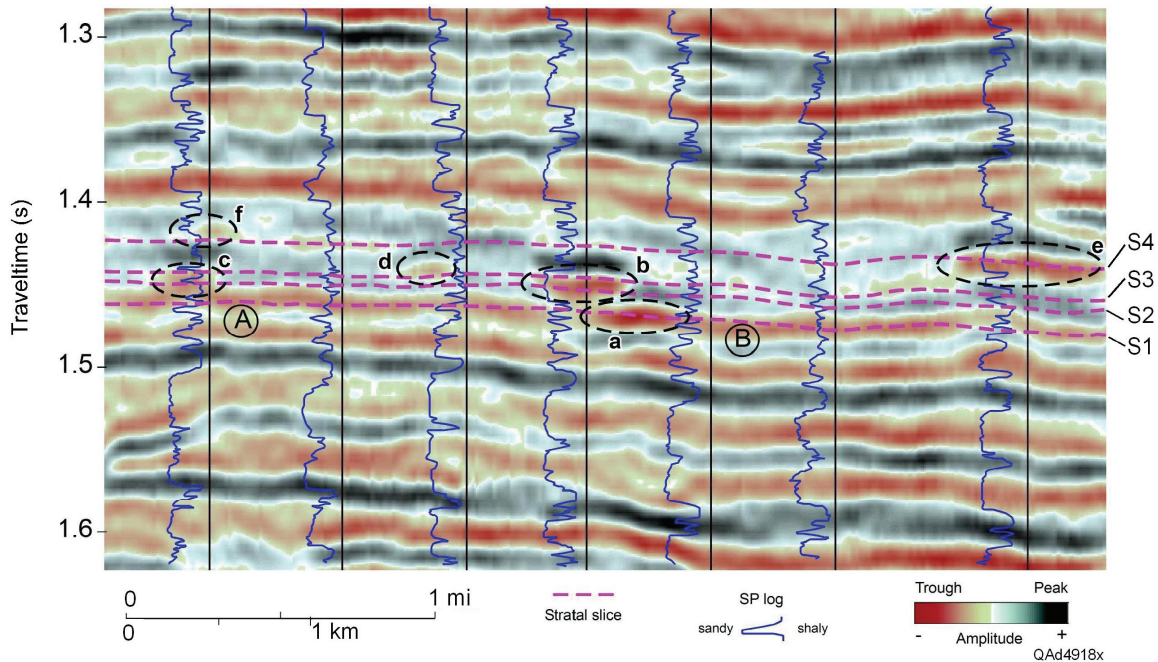 Traveltime (s)
1.3
1.4
1.5
1.6
f
c
d
b
a
e
A
B
S4
S3
S2
S1
0 1 mi
0 1 km
Stratal slice
SP log
sandy shaly
Trough Peak
- Amplitude +
QAd4918x